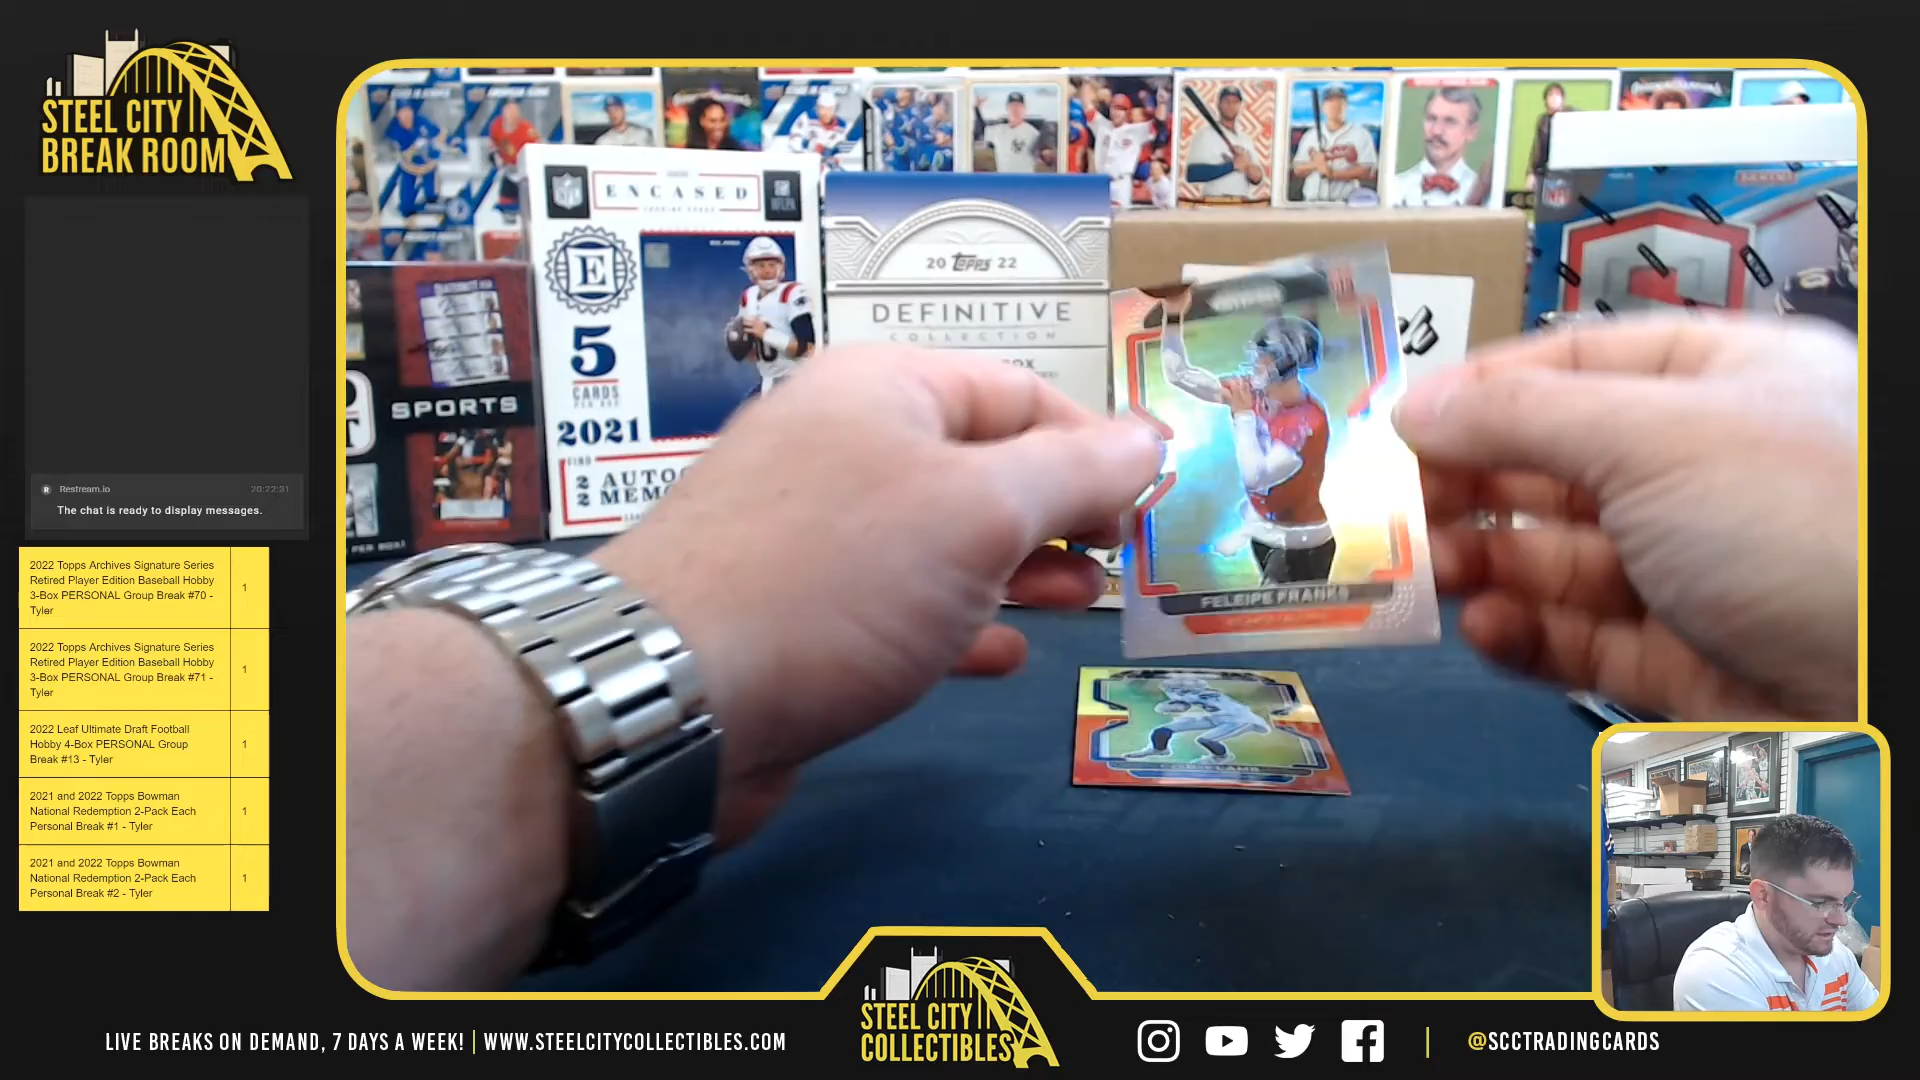 STEEL CITY
BREAK ROOM
Restream.io
20:22:31
The chat is ready to display messages.
2022 Topps Archives Signature Series
Retired Player Edition Baseball Hobby
3-Box PERSONAL Group Break #70 -
Tyler
1
2022 Topps Archives Signature Series
Retired Player Edition Baseball Hobby
3-Box PERSONAL Group Break #71 -
Tyler
1
2022 Leaf Ultimate Draft Football
Hobby 4-Box PERSONAL Group
Break #13 - Tyler
1
2021 and 2022 Topps Bowman
National Redemption 2-Pack Each
Personal Break #1 - Tyler
1
2021 and 2022 Topps Bowman
National Redemption 2-Pack Each
Personal Break #2 - Tyler
1
SPORTS
NFL
ENCASED
E
5
CARDS
2021
FIND
2
2
20 Topps 22
DEFINITIVE
COLLECTION
BOX
NFL
FELEIPE FRANKS
LAMB
LIVE BREAKS ON DEMAND, 7 DAYS A WEEK! | WWW.STEELCITYCOLLECTIBLES.COM
STEEL CITY
COLLECTIBLES
| @SCCTRADINGCARDS